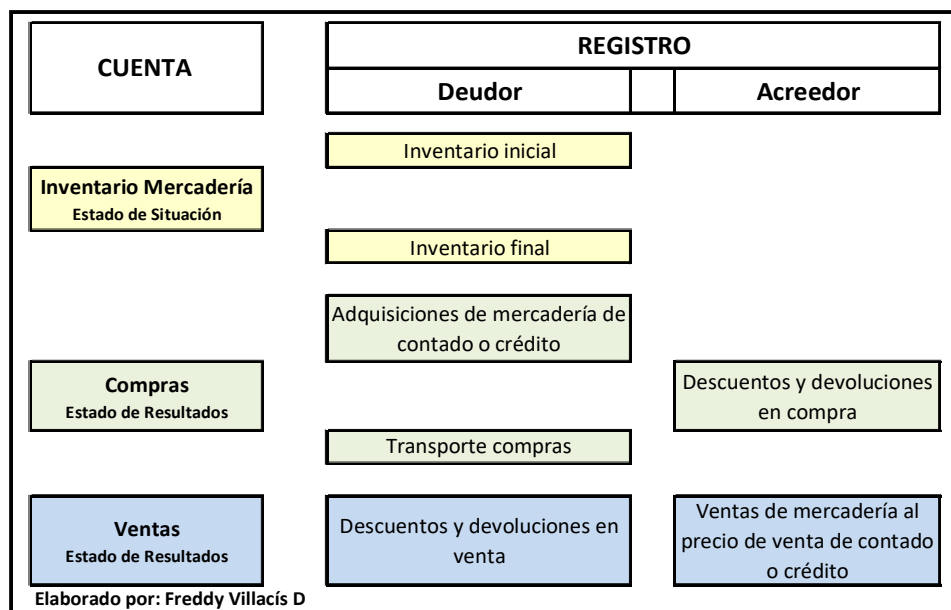 CUENTA
REGISTRO
Deudor
Acreedor
Inventario inicial
Inventario Mercadería
Estado de Situación
Inventario final
Adquisiciones de mercadería de
contado o crédito
Compras
Estado de Resultados
Descuentos y devoluciones
en compra
Transporte compras
Ventas
Estado de Resultados
Descuentos y devoluciones en
venta
Ventas de mercadería al
precio de venta de contado
o crédito
Elaborado por: Freddy Villacís D